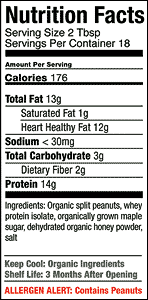 Nutrition Facts
Serving Size 2 Tbsp
Servings Per Container 18
Amount Per Serving
Calories 176
Total Fat 13g
Saturated Fat 1g
Heart Healthy Fat 12g
Sodium < 30mg
Total Carbohydrate 3g
Dietary Fiber 2g
Protein 14g
Ingredients: Organic split peanuts, whey
protein isolate, organically grown maple
sugar, dehydrated organic honey powder,
salt
Keep Cool: Organic Ingredients
Shelf Life: 3 Months After Opening
ALLERGEN ALERT: Contains Peanuts